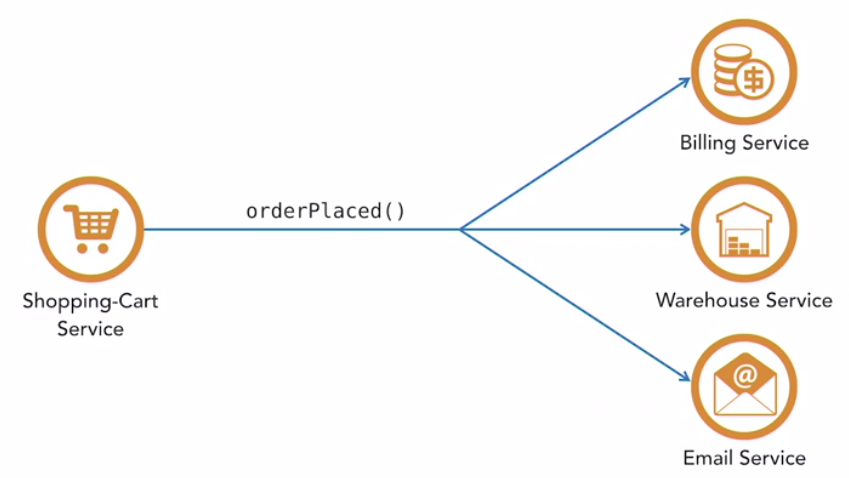 orderPlaced()
Shopping-Cart
Service
Billing Service
Warehouse Service
@
Email Service
$